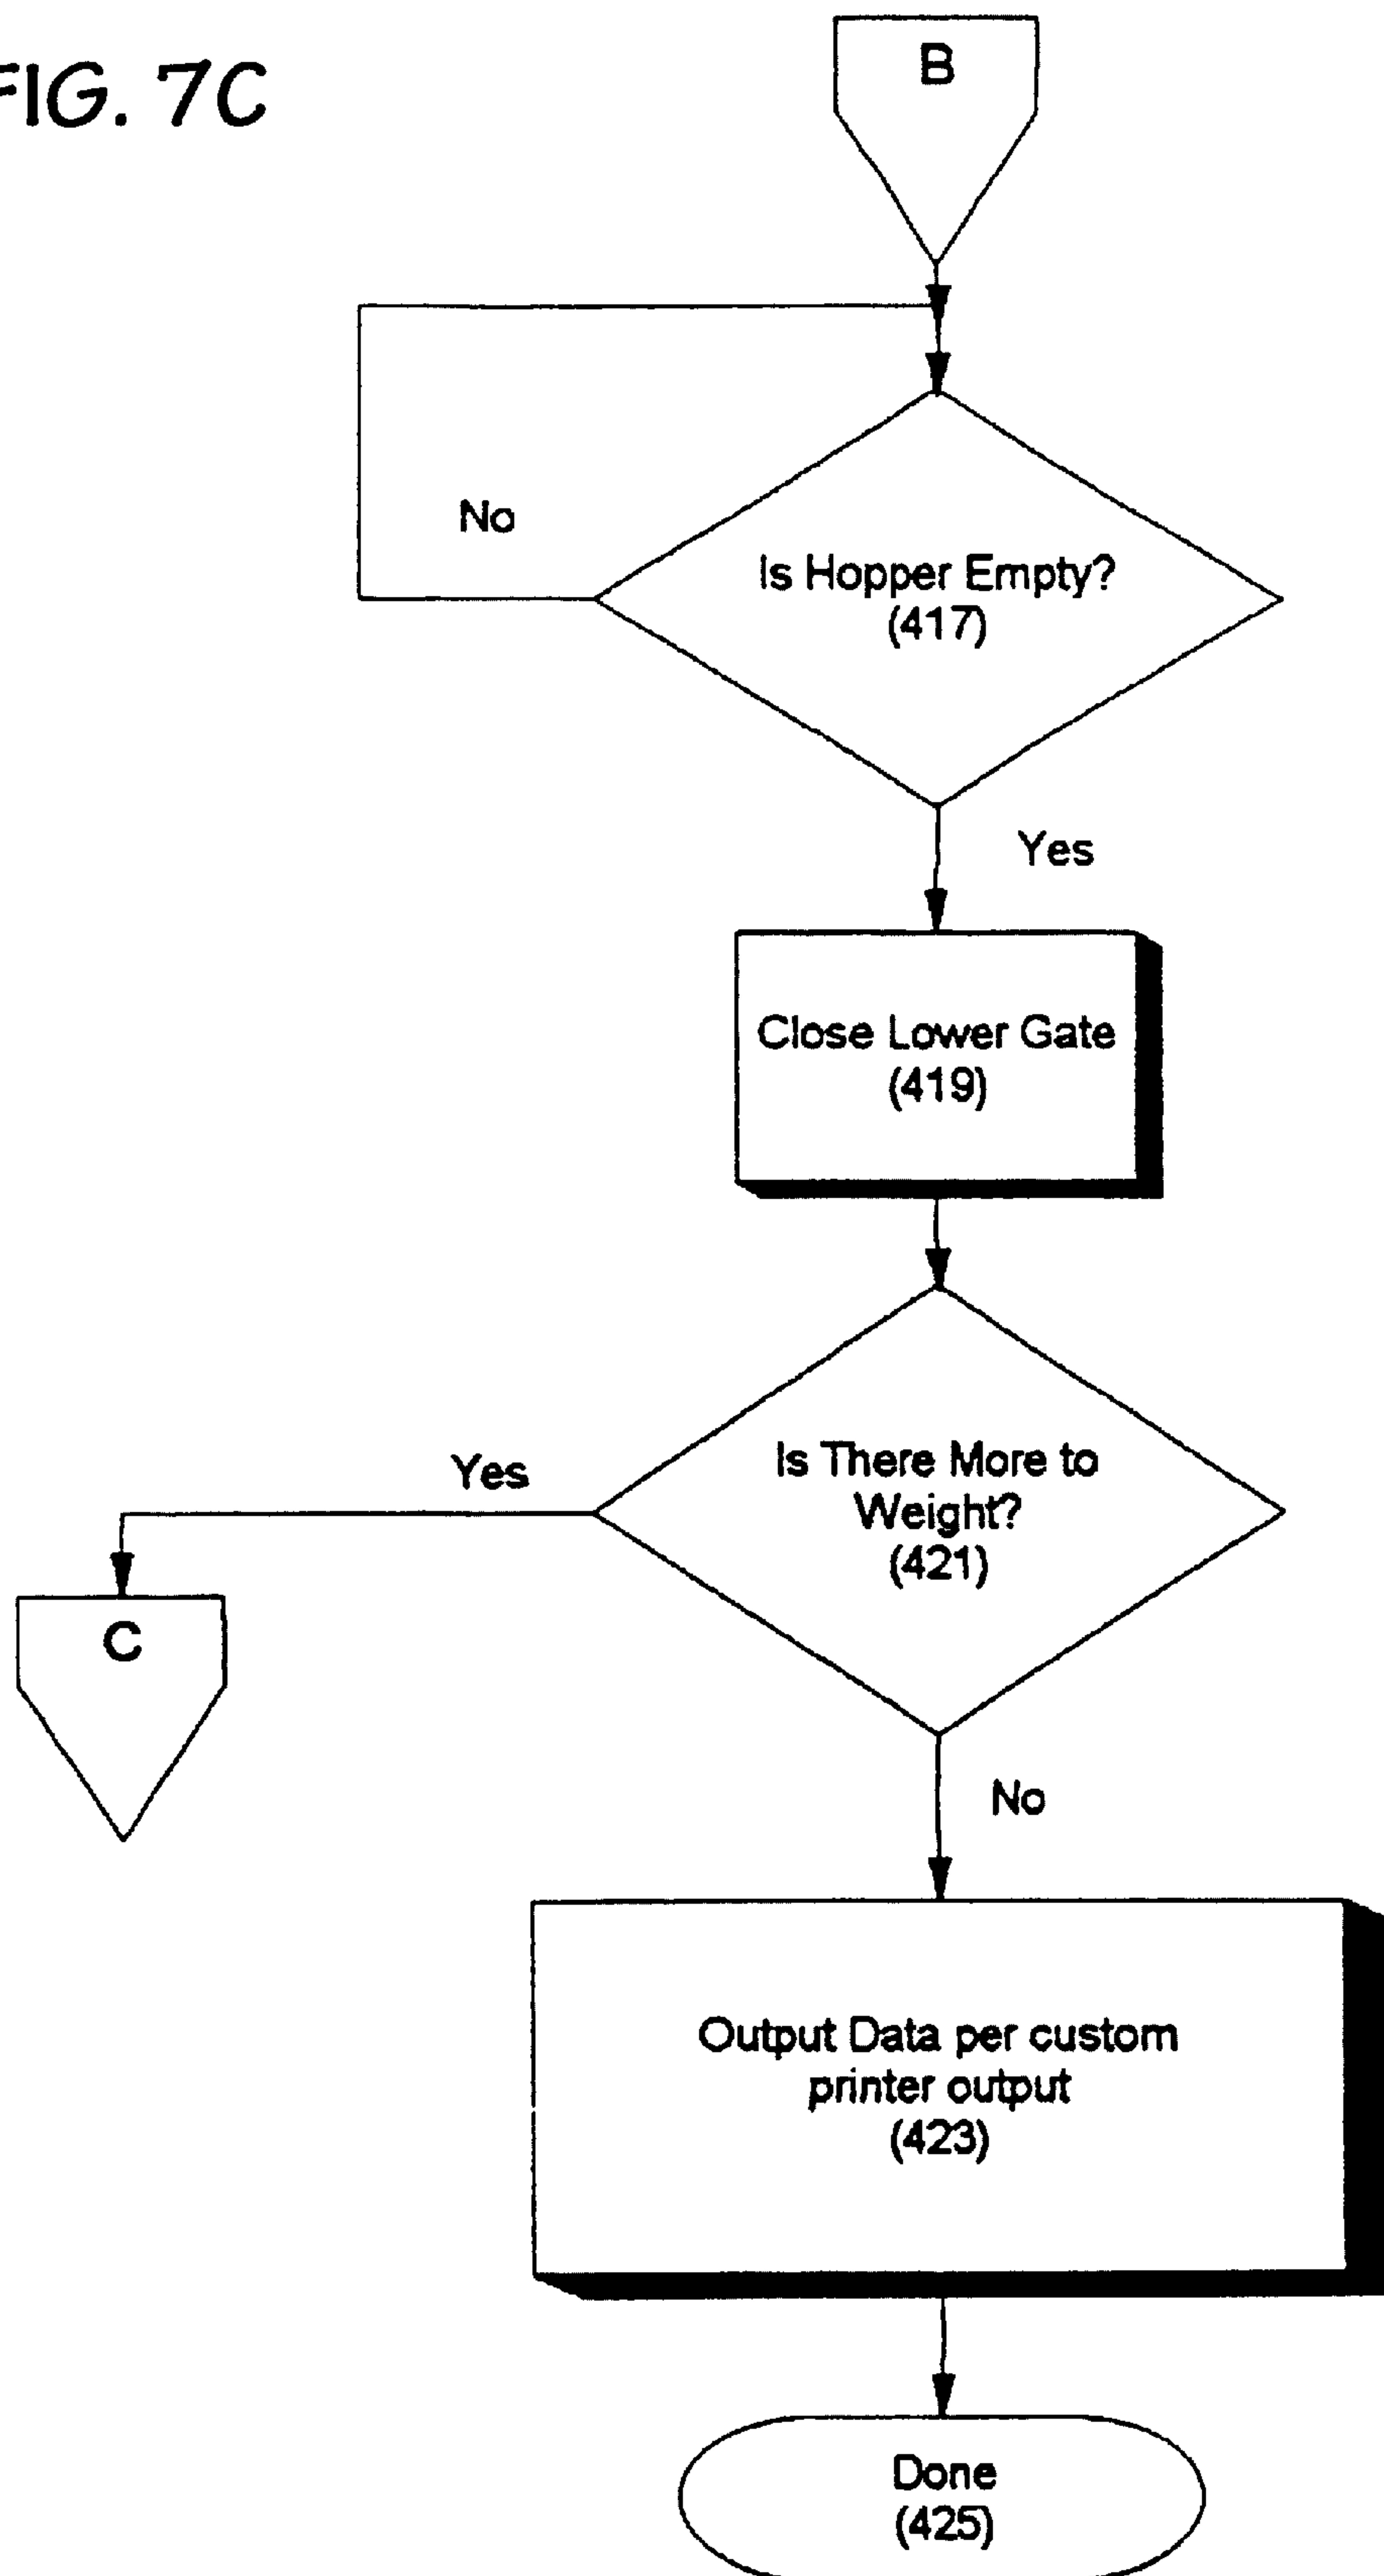 FIG. 7C
B
No
Is Hopper Empty?
(417)
Yes
Close Lower Gate
(419)
Is There More to
Weight?
(421)
Yes
C
No
Output Data per custom
printer output
(423)
Done
(425)